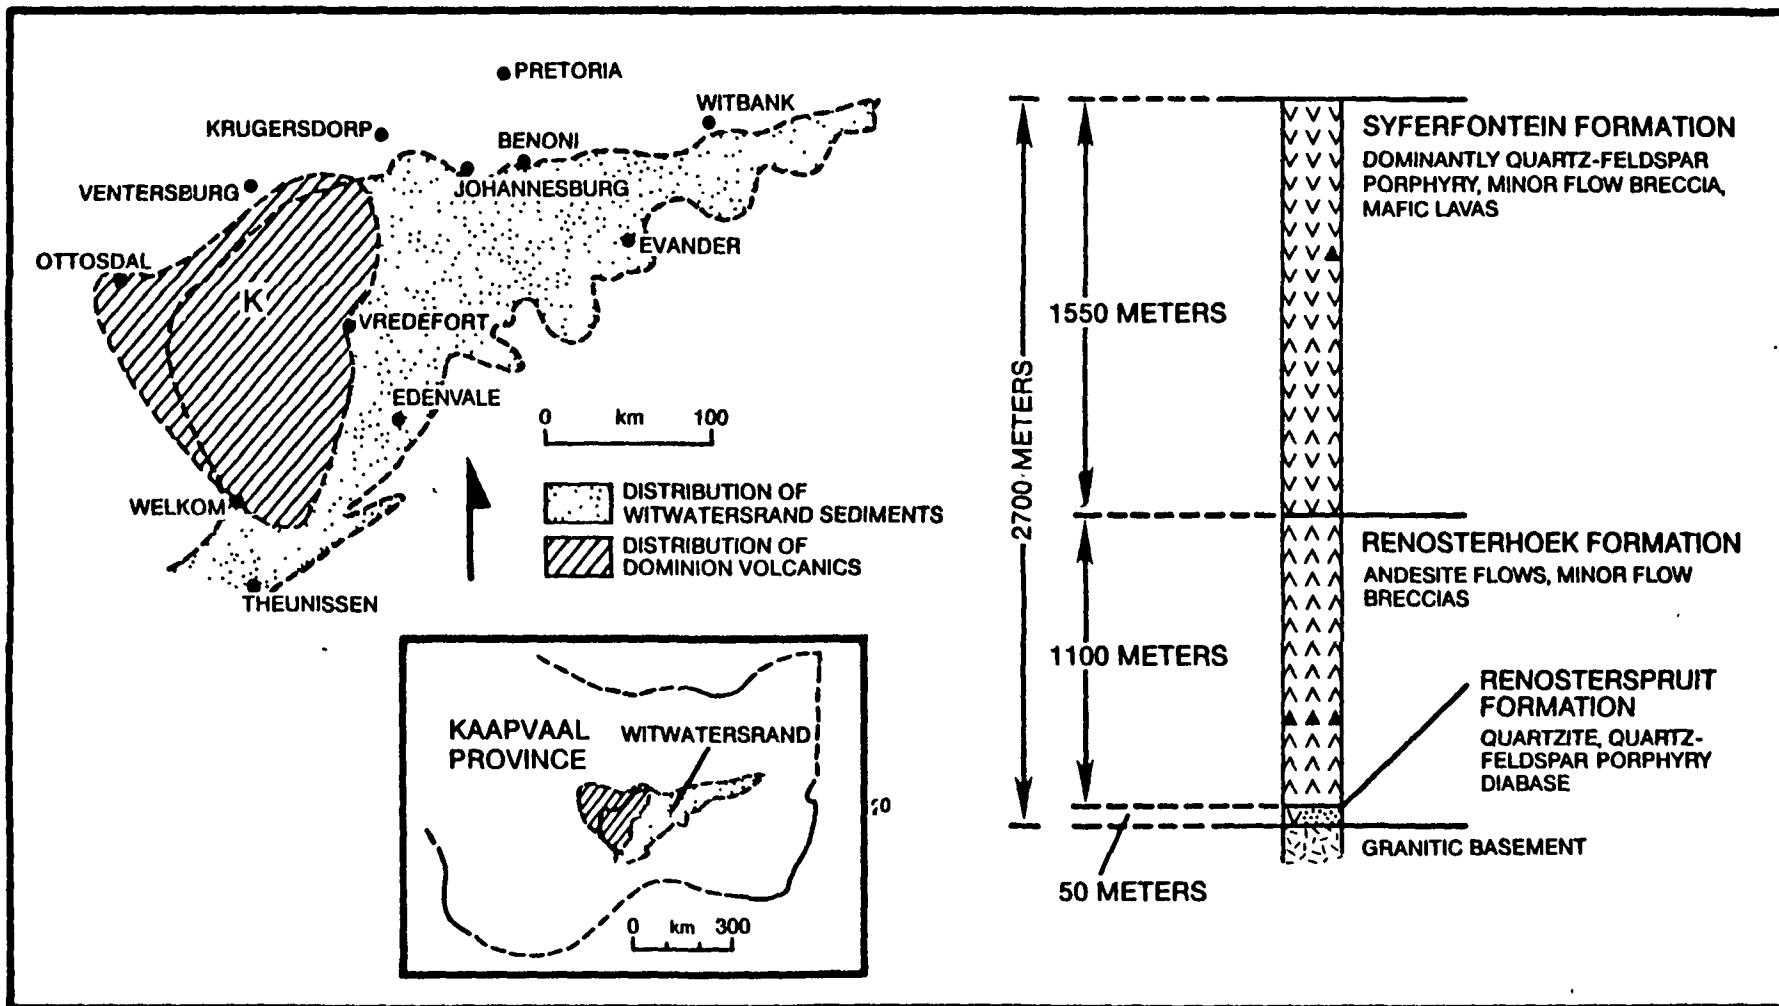 PRETORIA
WITBANK
KRUGERSDORP
BENONI
JOHANNESBURG
VENTERSBURG
EVANDER
OTTOSDAL
K
VREDEFORT
EDENVALE
0 km 100
WELKOM
DISTRIBUTION OF
WITWATERSRAND SEDIMENTS
DISTRIBUTION OF
DOMINION VOLCANICS
THEUNISSEN
KAAPVAAL
PROVINCE
WITWATERSRAND
0 km 300
2700 METERS
1550 METERS
1100 METERS
50 METERS
SYFERFONTEIN FORMATION
DOMINANTLY QUARTZ-FELDSPAR
PORPHYRY, MINOR FLOW BRECCIA,
MAFIC LAVAS
RENOSTERHOEK FORMATION
ANDESITE FLOWS, MINOR FLOW
BRECCIAS
RENOSTERSPRUIT
FORMATION
QUARTZITE, QUARTZ-
FELDSPAR PORPHYRY
DIABASE
GRANITIC BASEMENT